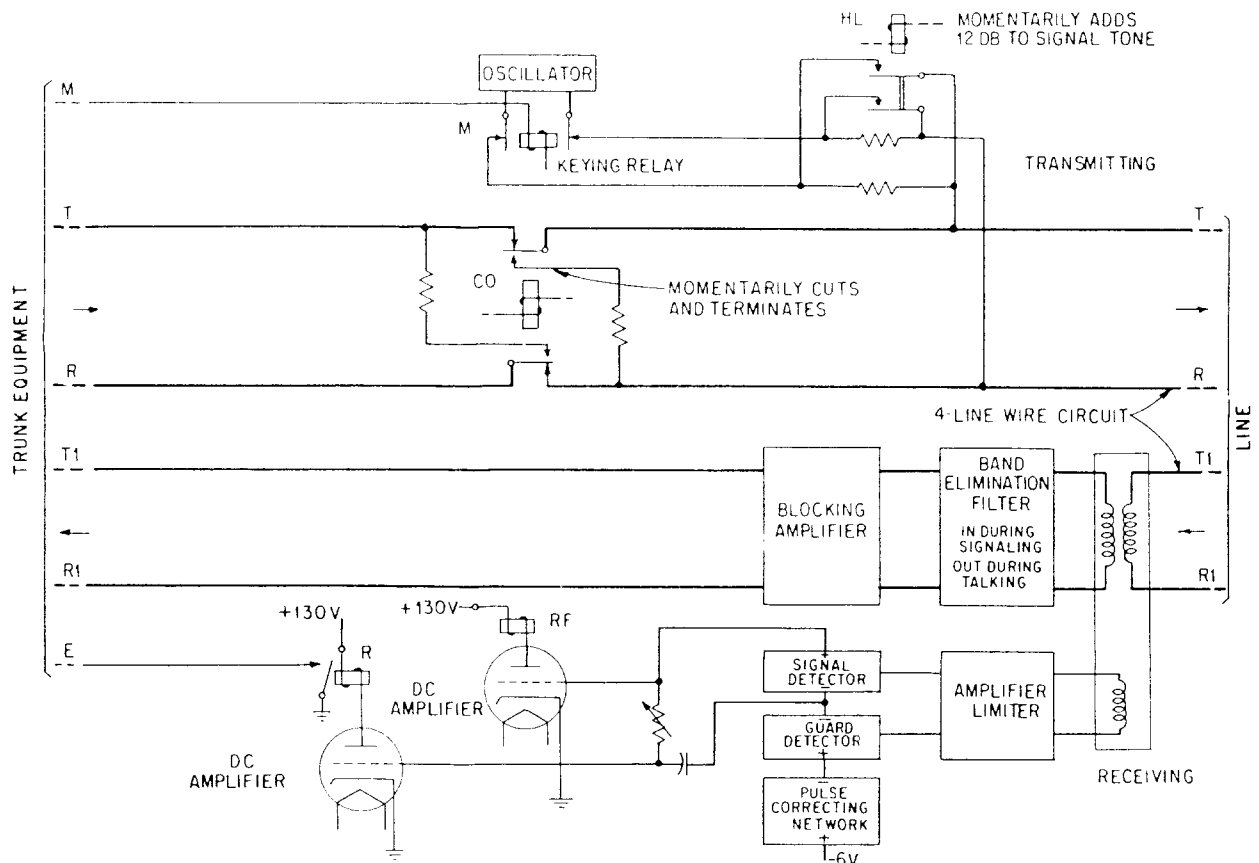 HL
MOMENTARILY ADDS
12 DB TO SIGNAL TONE
OSCILLATOR
M
M
KEYING RELAY
TRANSMITTING
T
T
CO
MOMENTARILY CUTS
AND TERMINATES
TRUNK EQUIPMENT
R
R
4-LINE WIRE CIRCUIT
LINE
T1
T1
BLOCKING
AMPLIFIER
BAND
ELIMINATION
FILTER
IN DURING
SIGNALING
OUT DURING
TALKING
R1
R1
+130V
+130V
RF
E
R
DC
AMPLIFIER
DC
AMPLIFIER
+
SIGNAL
DETECTOR
–
–
GUARD
DETECTOR
+
AMPLIFIER
LIMITER
RECEIVING
PULSE
CORRECTING
NETWORK
-6V